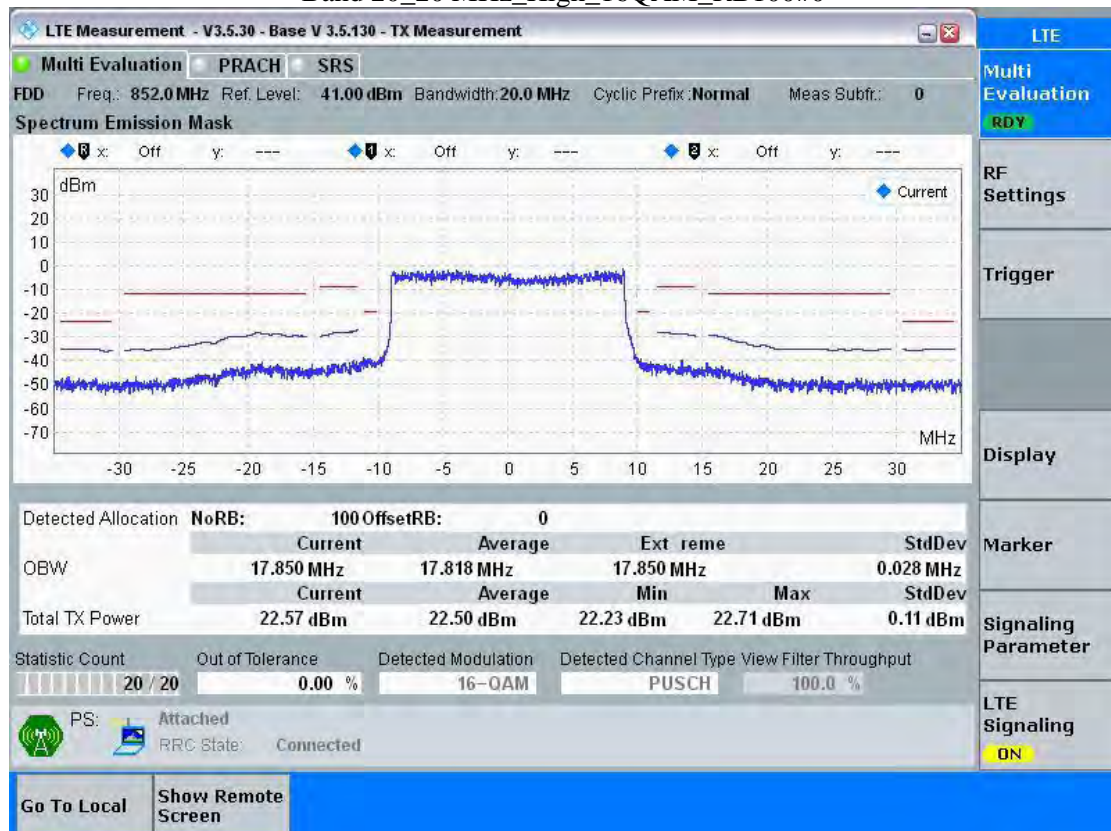 LTE Measurement - V3.5.30 - Base V 3.5.130 - TX Measurement
LTE
Multi Evaluation PRACH SRS
FDD Freq.: 852.0 MHz Ref. Level: 41.00 dBm Bandwidth: 20.0 MHz Cyclic Prefix :Normal Meas Subfr.: 0
Multi Evaluation
RDY
Spectrum Emission Mask
R x: Off y: --- 1 x: Off y: --- 2 x: Off y: ---
dBm
Current
30
20
10
0
-10
-20
-30
-40
-50
-60
-70
MHz
-30 -25 -20 -15 -10 -5 0 5 10 15 20 25 30
RF Settings
Trigger
Display
Marker
Signaling Parameter
LTE Signaling
ON
Detected Allocation NoRB: 100 OffsetRB: 0
Current Average Ext reme StdDev
OBW 17.850 MHz 17.818 MHz 17.850 MHz 0.028 MHz
Current Average Min Max StdDev
Total TX Power 22.57 dBm 22.50 dBm 22.23 dBm 22.71 dBm 0.11 dBm
Statistic Count Out of Tolerance Detected Modulation Detected Channel Type View Filter Throughput
20 / 20 0.00 % 16-QAM PUSCH 100.0 %
PS: Attached
RRC State: Connected
Go To Local
Show Remote Screen